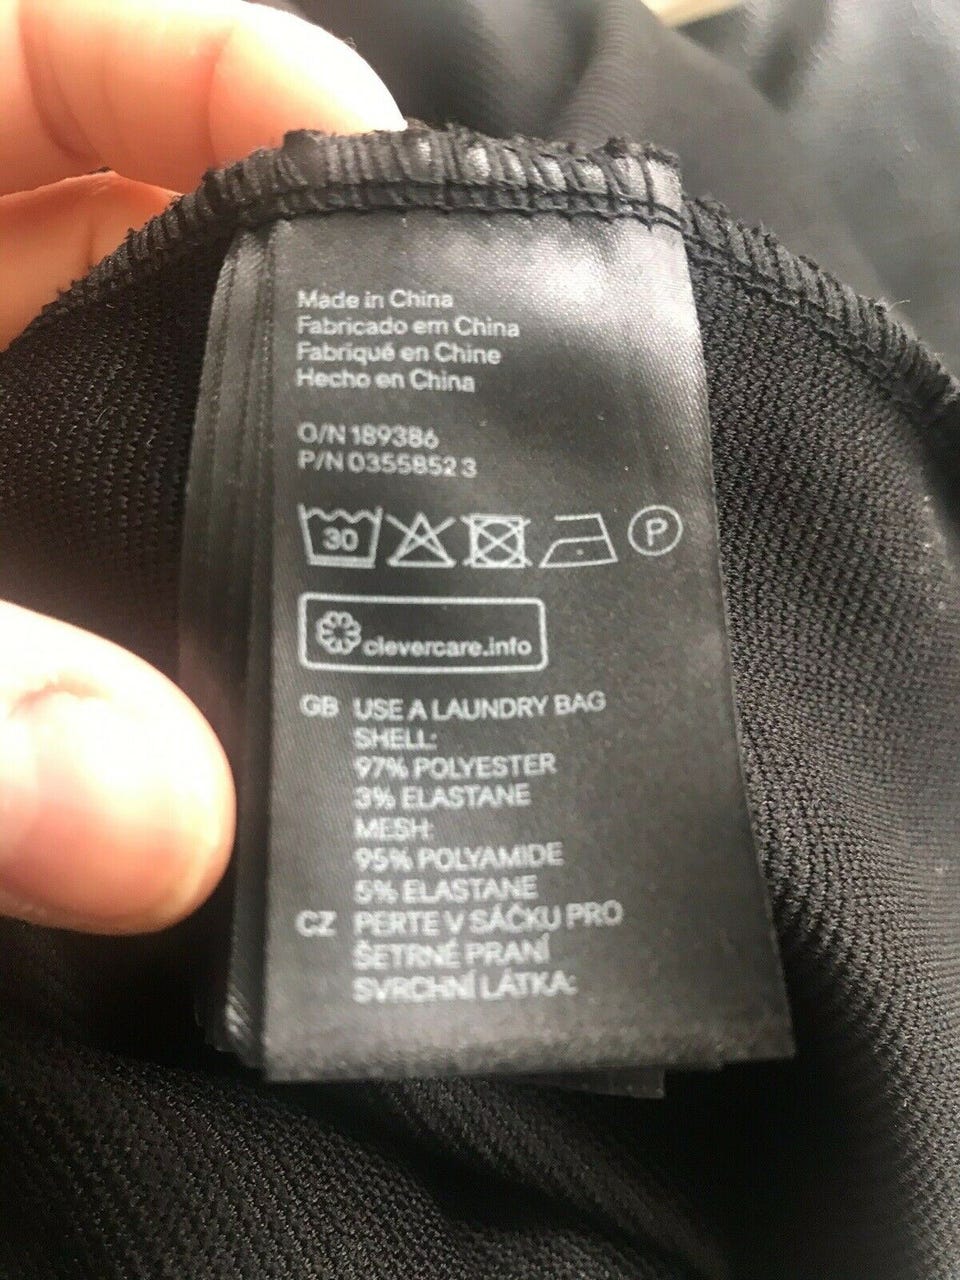 Made in China
Fabricado em China
Fabriqué en Chine
Hecho en China
O/N 189386
P/N 0355852 3
30 P
clevercare.info
GB USE A LAUNDRY BAG
SHELL:
97% POLYESTER
3% ELASTANE
MESH:
95% POLYAMIDE
5% ELASTANE
CZ PERTE V SÁČKU PRO
ŠETRNÉ PRANÍ
SVRCHNÍ LÁTKA: